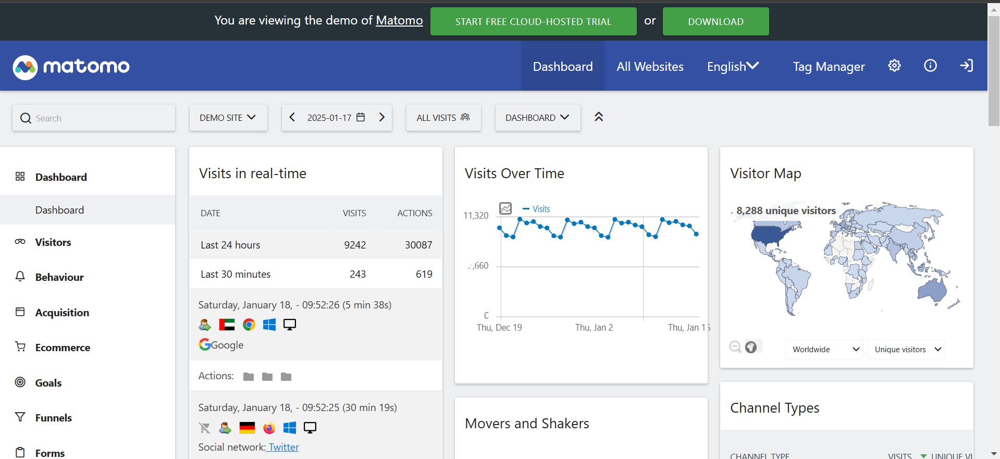 You are viewing the demo of Matomo START FREE CLOUD-HOSTED TRIAL or DOWNLOAD
matomo Dashboard All Websites English Tag Manager
Search DEMO SITE 2025-01-17 ALL VISITS DASHBOARD
Dashboard
Dashboard
Visitors
Behaviour
Acquisition
Ecommerce
Goals
Funnels
Forms
Visits in real-time
DATE VISITS ACTIONS
Last 24 hours 9242 30087
Last 30 minutes 243 619
Saturday, January 18, - 09:52:26 (5 min 38s)
Google
Actions:
Saturday, January 18, - 09:52:25 (30 min 19s)
Social network: Twitter
Visits Over Time
Visits
11,320
,660
0
Thu, Dec 19 Thu, Jan 2 Thu, Jan 16
Movers and Shakers
Visitor Map
8,288 unique visitors
Worldwide Unique visitors
Channel Types
CHANNEL TYPE VISITS UNIQUE VI